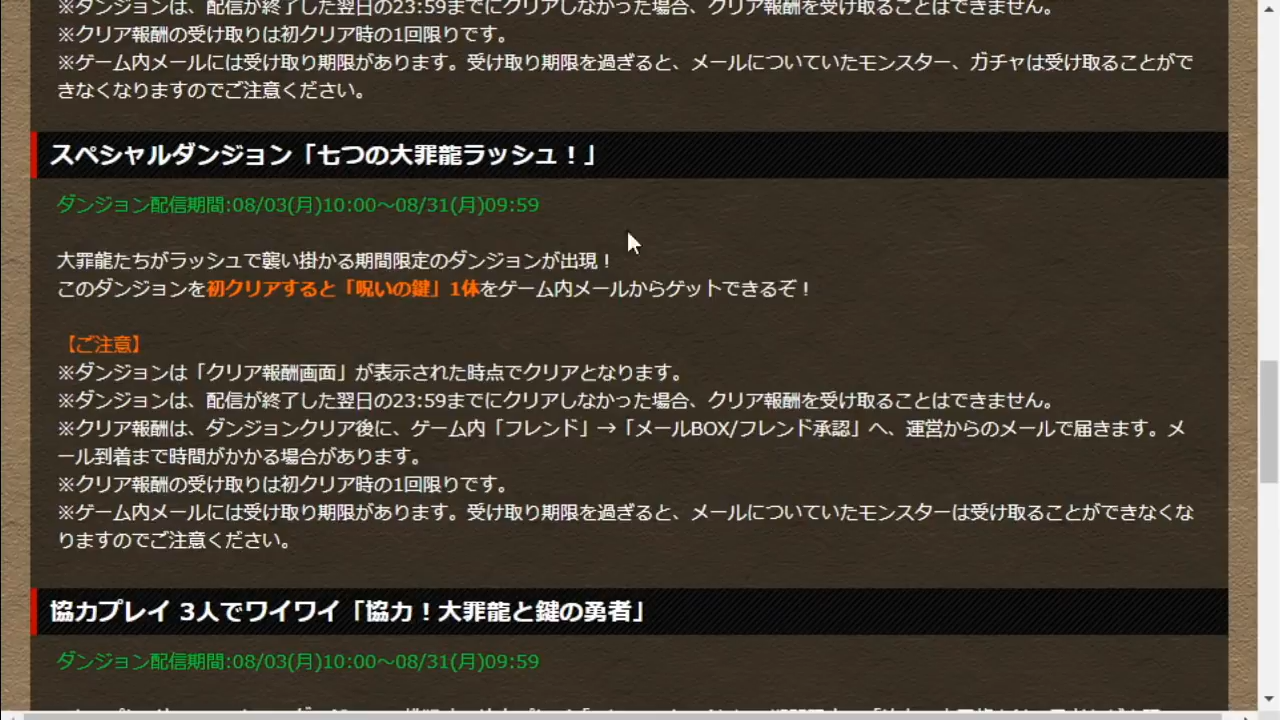 ※ダンジョンは、配信が終了した翌日の23:59までにクリアしなかった場合、クリア報酬を受け取ることはできません。
※クリア報酬の受け取りは初クリア時の1回限りです。
※ゲーム内メールには受け取り期限があります。受け取り期限を過ぎると、メールについていたモンスター、ガチャは受け取ることがで
きなくなりますのでご注意ください。
スペシャルダンジョン「七つの大罪龍ラッシュ！」
ダンジョン配信期間:08/03(月)10:00～08/31(月)09:59
大罪龍たちがラッシュで襲い掛かる期間限定のダンジョンが出現！
このダンジョンを初クリアすると「呪いの鍵」1体をゲーム内メールからゲットできるぞ！
【ご注意】
※ダンジョンは「クリア報酬画面」が表示された時点でクリアとなります。
※ダンジョンは、配信が終了した翌日の23:59までにクリアしなかった場合、クリア報酬を受け取ることはできません。
※クリア報酬は、ダンジョンクリア後に、ゲーム内「フレンド」→「メールBOX/フレンド承認」へ、運営からのメールで届きます。メ
ール到着まで時間がかかる場合があります。
※クリア報酬の受け取りは初クリア時の1回限りです。
※ゲーム内メールには受け取り期限があります。受け取り期限を過ぎると、メールについていたモンスターは受け取ることができなくな
りますのでご注意ください。
協力プレイ 3人でワイワイ「協力！大罪龍と鍵の勇者」
ダンジョン配信期間:08/03(月)10:00～08/31(月)09:59